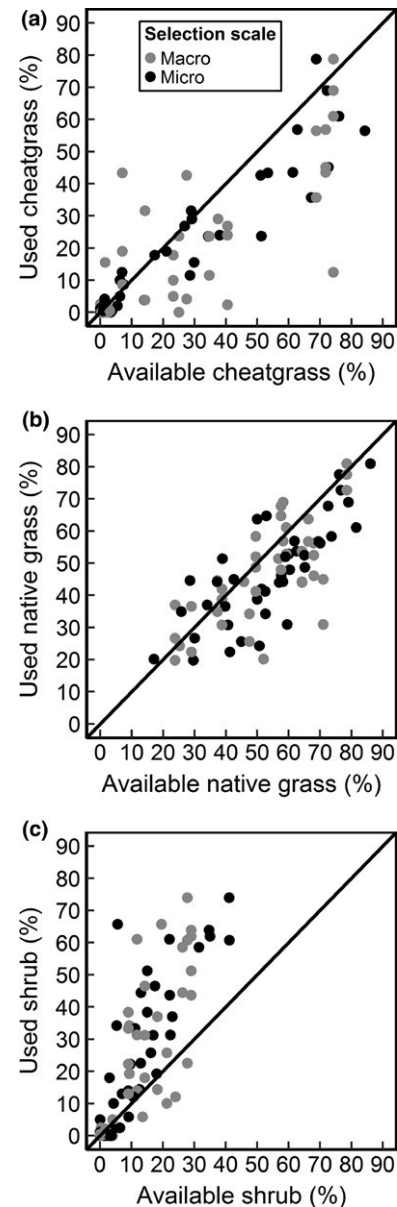 (a)
Selection scale
Macro
Micro
90
80
70
60
50
40
30
20
10
0
Used cheatgrass (%)
0 10 20 30 40 50 60 70 80 90
Available cheatgrass (%)
(b)
90
80
70
60
50
40
30
20
10
0
Used native grass (%)
0 10 20 30 40 50 60 70 80 90
Available native grass (%)
(c)
90
80
70
60
50
40
30
20
10
0
Used shrub (%)
0 10 20 30 40 50 60 70 80 90
Available shrub (%)